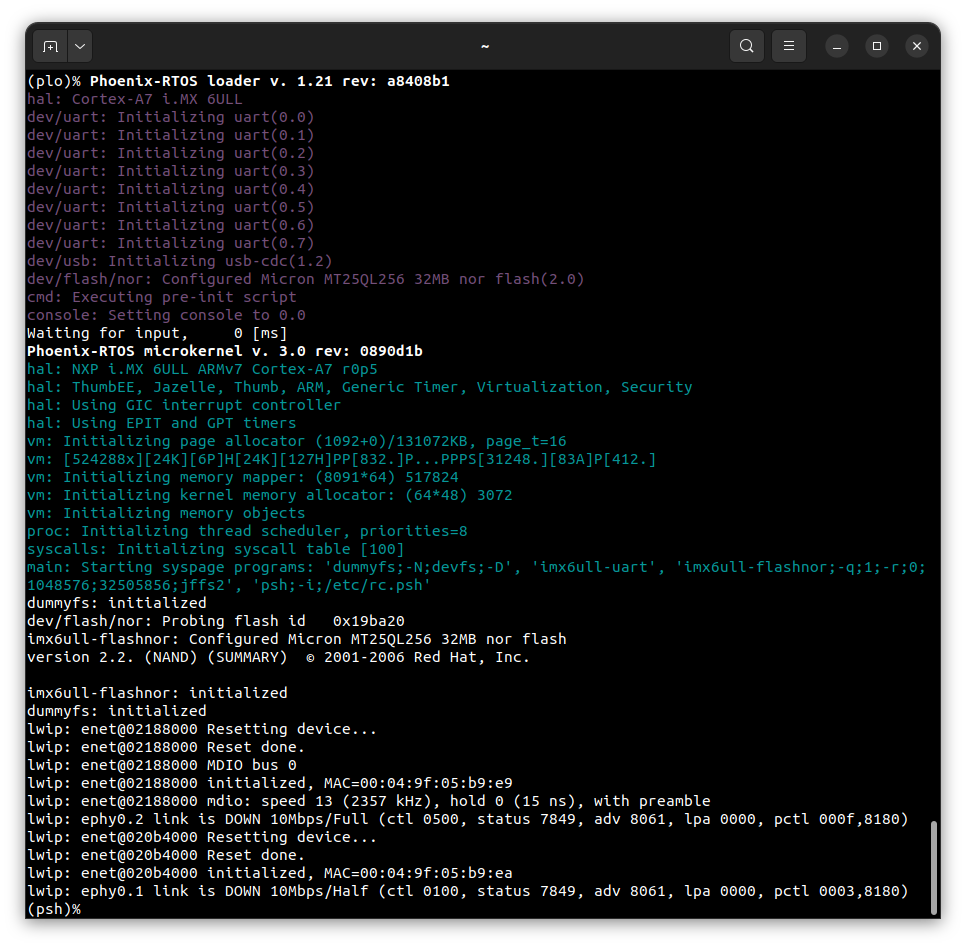 ~
(plo)% Phoenix-RTOS loader v. 1.21 rev: a8408b1
hal: Cortex-A7 i.MX 6ULL
dev/uart: Initializing uart(0.0)
dev/uart: Initializing uart(0.1)
dev/uart: Initializing uart(0.2)
dev/uart: Initializing uart(0.3)
dev/uart: Initializing uart(0.4)
dev/uart: Initializing uart(0.5)
dev/uart: Initializing uart(0.6)
dev/uart: Initializing uart(0.7)
dev/usb: Initializing usb-cdc(1.2)
dev/flash/nor: Configured Micron MT25QL256 32MB nor flash(2.0)
cmd: Executing pre-init script
console: Setting console to 0.0
Waiting for input,     0 [ms]
Phoenix-RTOS microkernel v. 3.0 rev: 0890d1b
hal: NXP i.MX 6ULL ARMv7 Cortex-A7 r0p5
hal: ThumbEE, Jazelle, Thumb, ARM, Generic Timer, Virtualization, Security
hal: Using GIC interrupt controller
hal: Using EPIT and GPT timers
vm: Initializing page allocator (1092+0)/131072KB, page_t=16
vm: [524288x][24K][6P]H[24K][127H]PP[832.]P...PPPS[31248.][83A]P[412.]
vm: Initializing memory mapper: (8091*64) 517824
vm: Initializing kernel memory allocator: (64*48) 3072
vm: Initializing memory objects
proc: Initializing thread scheduler, priorities=8
syscalls: Initializing syscall table [100]
main: Starting syspage programs: 'dummyfs;-N;devfs;-D', 'imx6ull-uart', 'imx6ull-flashnor;-q;1;-r;0;
1048576;32505856;jffs2', 'psh;-i;/etc/rc.psh'
dummyfs: initialized
dev/flash/nor: Probing flash id   0x19ba20
imx6ull-flashnor: Configured Micron MT25QL256 32MB nor flash
version 2.2. (NAND) (SUMMARY)  © 2001-2006 Red Hat, Inc.
imx6ull-flashnor: initialized
dummyfs: initialized
lwip: enet@02188000 Resetting device...
lwip: enet@02188000 Reset done.
lwip: enet@02188000 MDIO bus 0
lwip: enet@02188000 initialized, MAC=00:04:9f:05:b9:e9
lwip: enet@02188000 mdio: speed 13 (2357 kHz), hold 0 (15 ns), with preamble
lwip: ephy0.2 link is DOWN 10Mbps/Full (ctl 0500, status 7849, adv 8061, lpa 0000, pctl 000f,8180)
lwip: enet@020b4000 Resetting device...
lwip: enet@020b4000 Reset done.
lwip: enet@020b4000 initialized, MAC=00:04:9f:05:b9:ea
lwip: ephy0.1 link is DOWN 10Mbps/Half (ctl 0100, status 7849, adv 8061, lpa 0000, pctl 0003,8180)
(psh)%